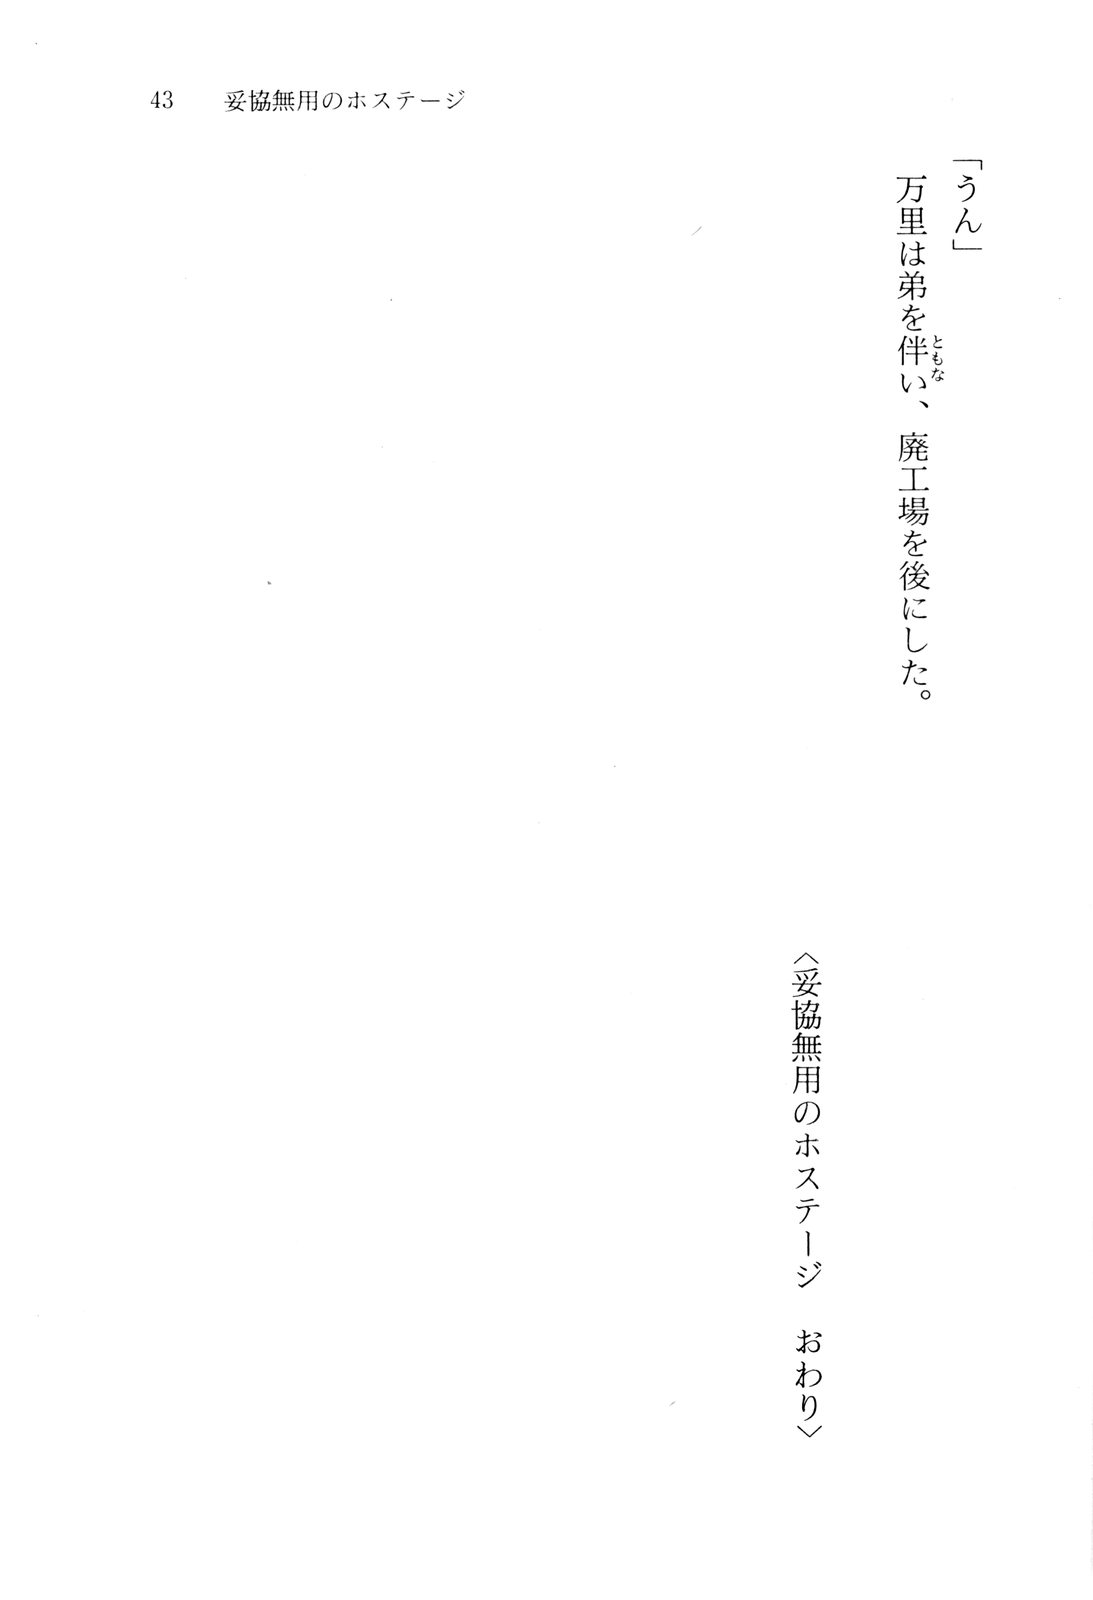 43 妥協無用のホステージ
「うん」
万里は弟を伴い、廃工場を後にした。
ともな
〈妥協無用のホステージ おわり〉